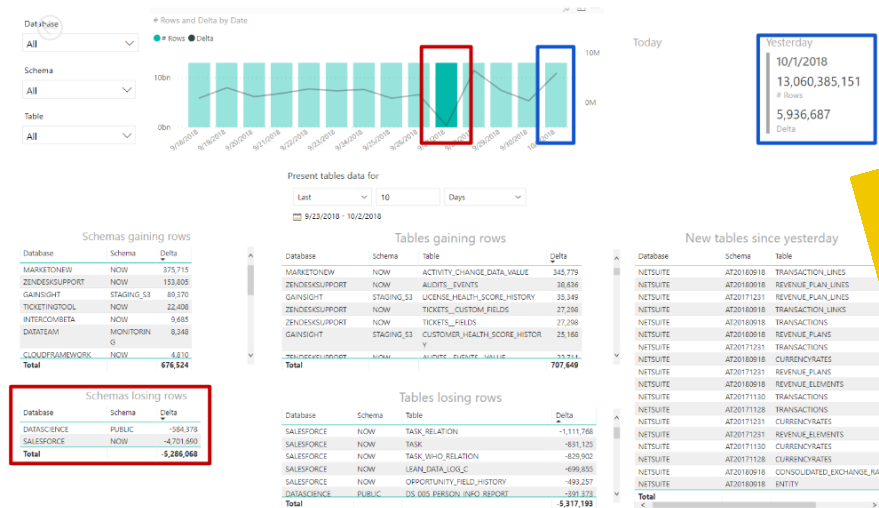 Database
All
Schema
All
Table
All
# Rows and Delta by Date
# Rows Delta
10bn
0bn
10M
0M
9/18/2018 9/19/2018 9/20/2018 9/21/2018 9/22/2018 9/23/2018 9/24/2018 9/25/2018 9/26/2018 9/29/2018 9/30/2018
Today
Yesterday
10/1/2018
13,060,385,151
# Rows
5,936,687
Delta
Present tables data for
Last 10 Days
9/23/2018 - 10/2/2018
Schemas gaining rows
Database Schema Delta
MARKETONEW NOW 375,715
ZENDESKSUPPORT NOW 153,805
GAINSIGHT STAGING_S3 89,370
TICKETINGTOOL NOW 22,408
INTERCOMBETA NOW 9,685
DATATEAM MONITORIN 8,348
G
CLOUDFRAMEWORK NOW 4,810
Total 676,524
Tables gaining rows
Database Schema Table Delta
MARKETONEW NOW ACTIVITY_CHANGE_DATA_VALUE 345,779
ZENDESKSUPPORT NOW AUDITS__EVENTS 38,636
GAINSIGHT STAGING_S3 LICENSE_HEALTH_SCORE_HISTORY 35,349
ZENDESKSUPPORT NOW TICKETS__CUSTOM_FIELDS 27,298
ZENDESKSUPPORT NOW TICKETS__FIELDS 27,298
GAINSIGHT STAGING_S3 CUSTOMER_HEALTH_SCORE_HISTOR 25,168
Y
ZENDESKSUPPORT NOW AUDITS__EVENTS__VALUE
Total 707,649
New tables since yesterday
Database Schema Table
NETSUITE AT20180918 TRANSACTION_LINES
NETSUITE AT20180918 REVENUE_PLAN_LINES
NETSUITE AT20171231 REVENUE_PLAN_LINES
NETSUITE AT20180918 TRANSACTION_LINKS
NETSUITE AT20180918 TRANSACTIONS
NETSUITE AT20180918 REVENUE_PLANS
NETSUITE AT20171231 TRANSACTIONS
NETSUITE AT20180918 CURRENCYRATES
NETSUITE AT20171231 REVENUE_PLANS
NETSUITE AT20180918 REVENUE_ELEMENTS
NETSUITE AT20171130 TRANSACTIONS
NETSUITE AT20171128 TRANSACTIONS
NETSUITE AT20171231 CURRENCYRATES
NETSUITE AT20171231 REVENUE_ELEMENTS
NETSUITE AT20171130 CURRENCYRATES
NETSUITE AT20171128 CURRENCYRATES
NETSUITE AT20180918 CONSOLIDATED_EXCHANGE_RA
NETSUITE AT20180918 ENTITY
Total
Schemas losing rows
Database Schema Delta
DATASCIENCE PUBLIC -584,378
SALESFORCE NOW -4,701,690
Total -5,286,068
Tables losing rows
Database Schema Table Delta
SALESFORCE NOW TASK_RELATION -1,111,768
SALESFORCE NOW TASK -831,125
SALESFORCE NOW TASK_WHO_RELATION -829,902
SALESFORCE NOW LEAN_DATA_LOG_C -699,855
SALESFORCE NOW OPPORTUNITY_FIELD_HISTORY -493,257
DATASCIENCE PUBLIC DS_005_PERSON_INFO_REPORT -391,373
Total -5,317,193